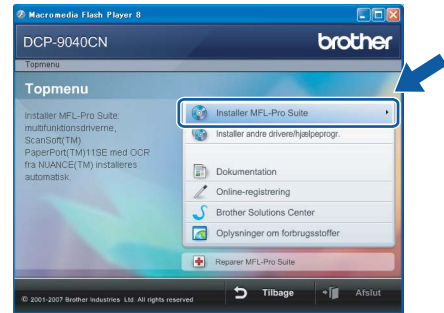 Macromedia Flash Player 8
DCP-9040CN
brother
Topmenu
Topmenu
Installer MFL-Pro Suite:
multifunktionsdriverne,
ScanSoft(TM)
PaperPort(TM)11SE med OCR
fra NUANCE(TM) installeres
automatisk.
Installer MFL-Pro Suite
Installer andre drivere/hjælpeprogr.
Dokumentation
Online-registrering
Brother Solutions Center
Oplysninger om forbrugsstoffer
Reparer MFL-Pro Suite
© 2001-2007 Brother Industries Ltd. All rights reserved
Tilbage
Afslut